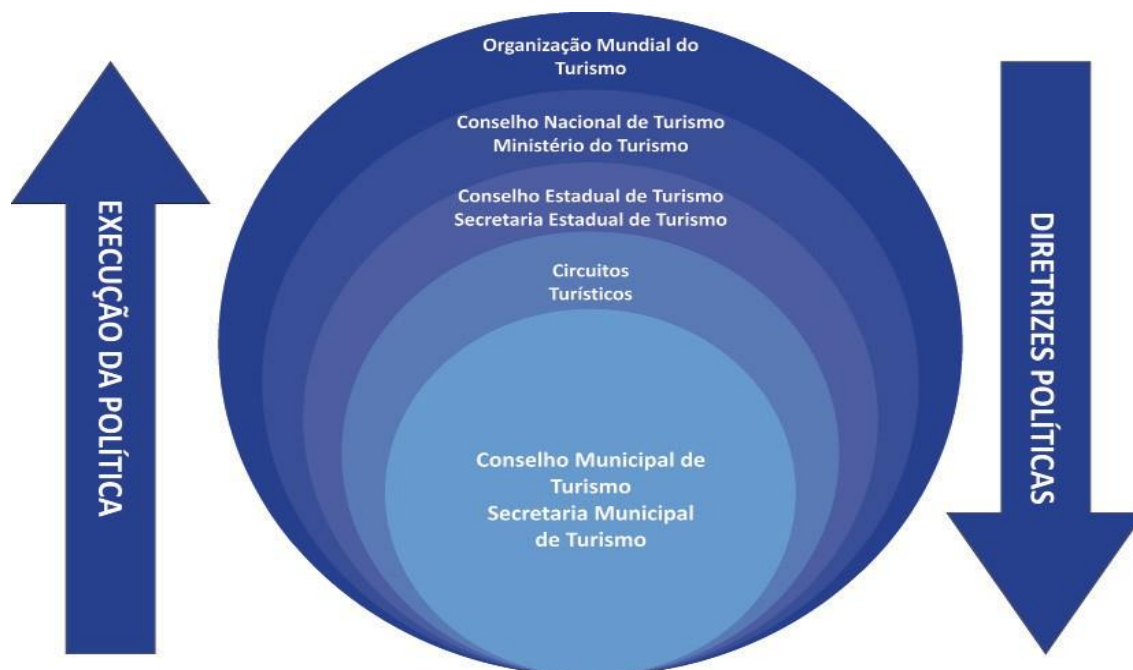 Organização Mundial do
Turismo
Conselho Nacional de Turismo
Ministério do Turismo
Conselho Estadual de Turismo
Secretaria Estadual de Turismo
Circuitos
Turísticos
Conselho Municipal de
Turismo
Secretaria Municipal
de Turismo
EXECUÇÃO DA POLÍTICA
DIRETRIZES POLÍTICAS